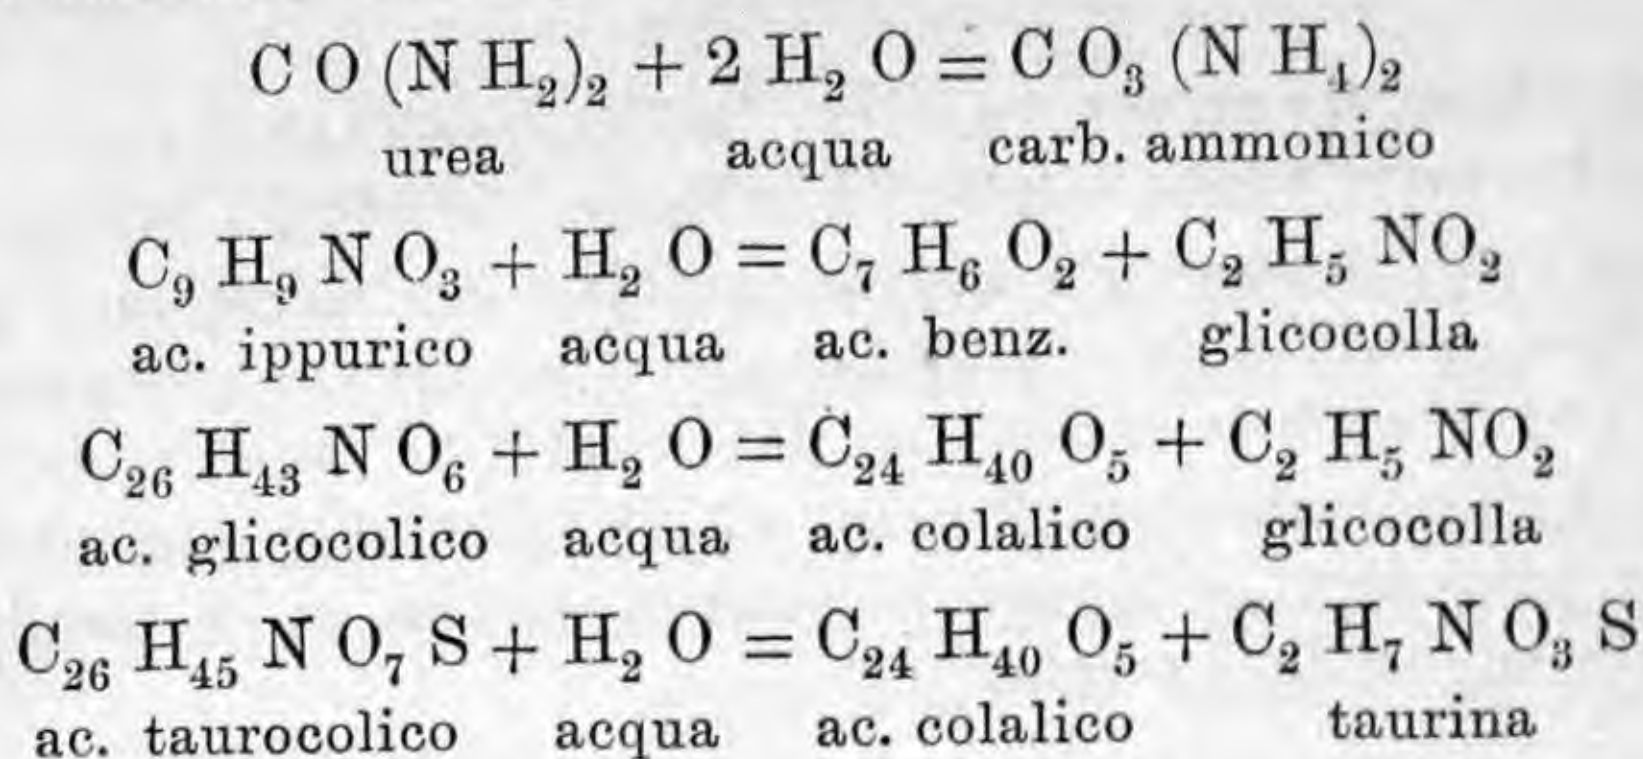 C O (N H₂)₂ + 2 H₂ O = C O₃ (N H₄)₂
urea acqua carb. ammonico
C₉ H₉ N O₃ + H₂ O = C₇ H₆ O₂ + C₂ H₅ NO₂
ac. ippurico acqua ac. benz. glicocolla
C₂₆ H₄₃ N O₆ + H₂ O = C₂₄ H₄₀ O₅ + C₂ H₅ NO₂
ac. glicocolico acqua ac. colalico glicocolla
C₂₆ H₄₅ N O₇ S + H₂ O = C₂₄ H₄₀ O₅ + C₂ H₇ N O₃ S
ac. taurocolico acqua ac. colalico taurina